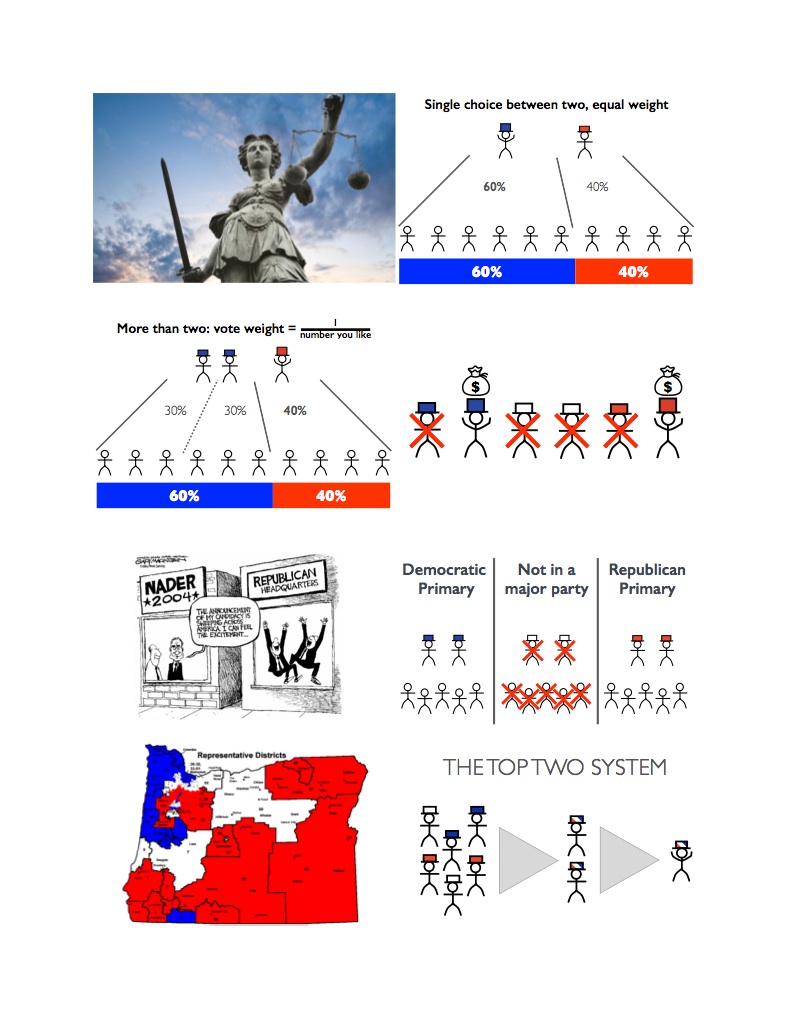 Single choice between two, equal weight
60%
40%
60%
40%
More than two: vote weight = 1
number you like
30%
30%
40%
60%
40%
$
$
NADER
★2004★
REPUBLICAN
HEADQUARTERS
THE ANNOUNCEMENT
OF MY CANDIDACY IS
SWEEPING ACROSS
AMERICA. I CAN FEEL
THE EXCITEMENT...
Democratic
Primary
Not in a
major party
Republican
Primary
Representative Districts
THE TOP TWO SYSTEM